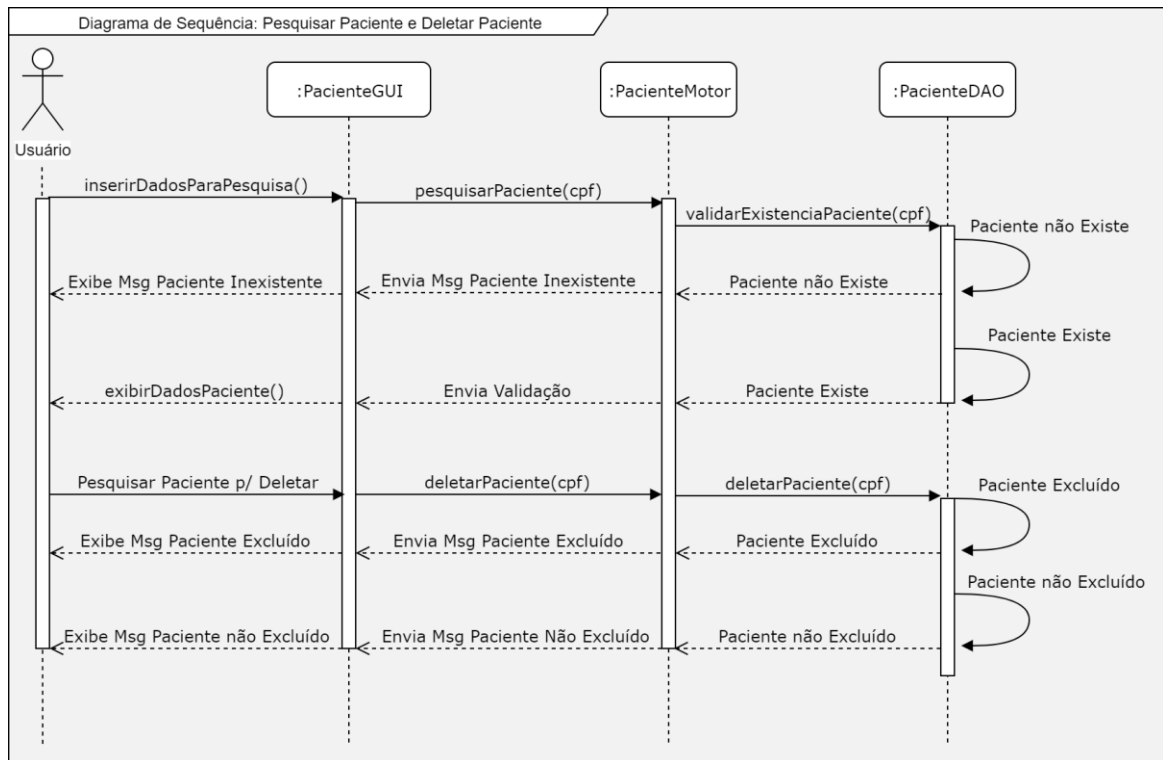 Diagrama de Sequência: Pesquisar Paciente e Deletar Paciente
:PacienteGUI
:PacienteMotor
:PacienteDAO
Usuário
inserirDadosParaPesquisa()
pesquisarPaciente(cpf)
validarExistenciaPaciente(cpf)
Paciente não Existe
Exibe Msg Paciente Inexistente
Envia Msg Paciente Inexistente
Paciente não Existe
Paciente Existe
exibirDadosPaciente()
Envia Validação
Paciente Existe
Pesquisar Paciente p/ Deletar
deletarPaciente(cpf)
deletarPaciente(cpf)
Paciente Excluído
Exibe Msg Paciente Excluído
Envia Msg Paciente Excluído
Paciente Excluído
Paciente não Excluído
Exibe Msg Paciente não Excluído
Envia Msg Paciente Não Excluído
Paciente não Excluído